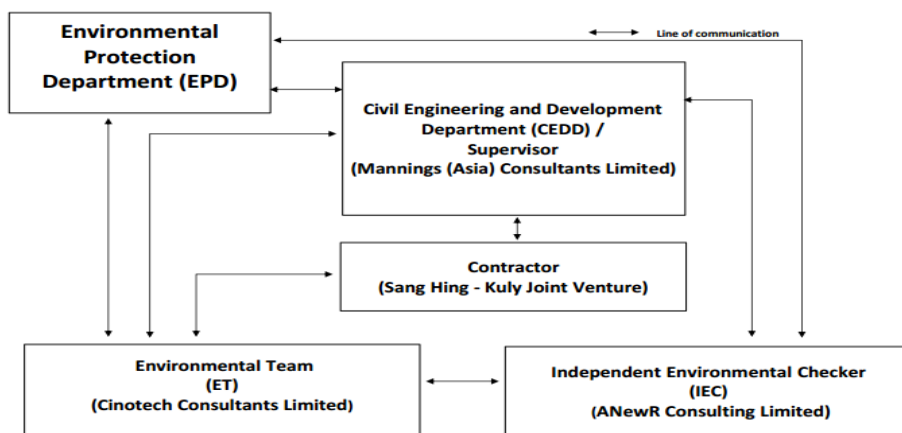 Environmental
Protection
Department (EPD)
Line of communication
Civil Engineering and Development
Department (CEDD) /
Supervisor
(Mannings (Asia) Consultants Limited)
Contractor
(Sang Hing - Kuly Joint Venture)
Environmental Team
(ET)
(Cinotech Consultants Limited)
Independent Environmental Checker
(IEC)
(ANewR Consulting Limited)